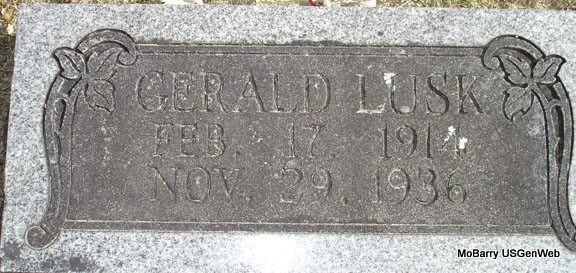 GERALD LUSK
FEB. 17. 1914
NOV. 29. 1936
MoBarry USGenWeb